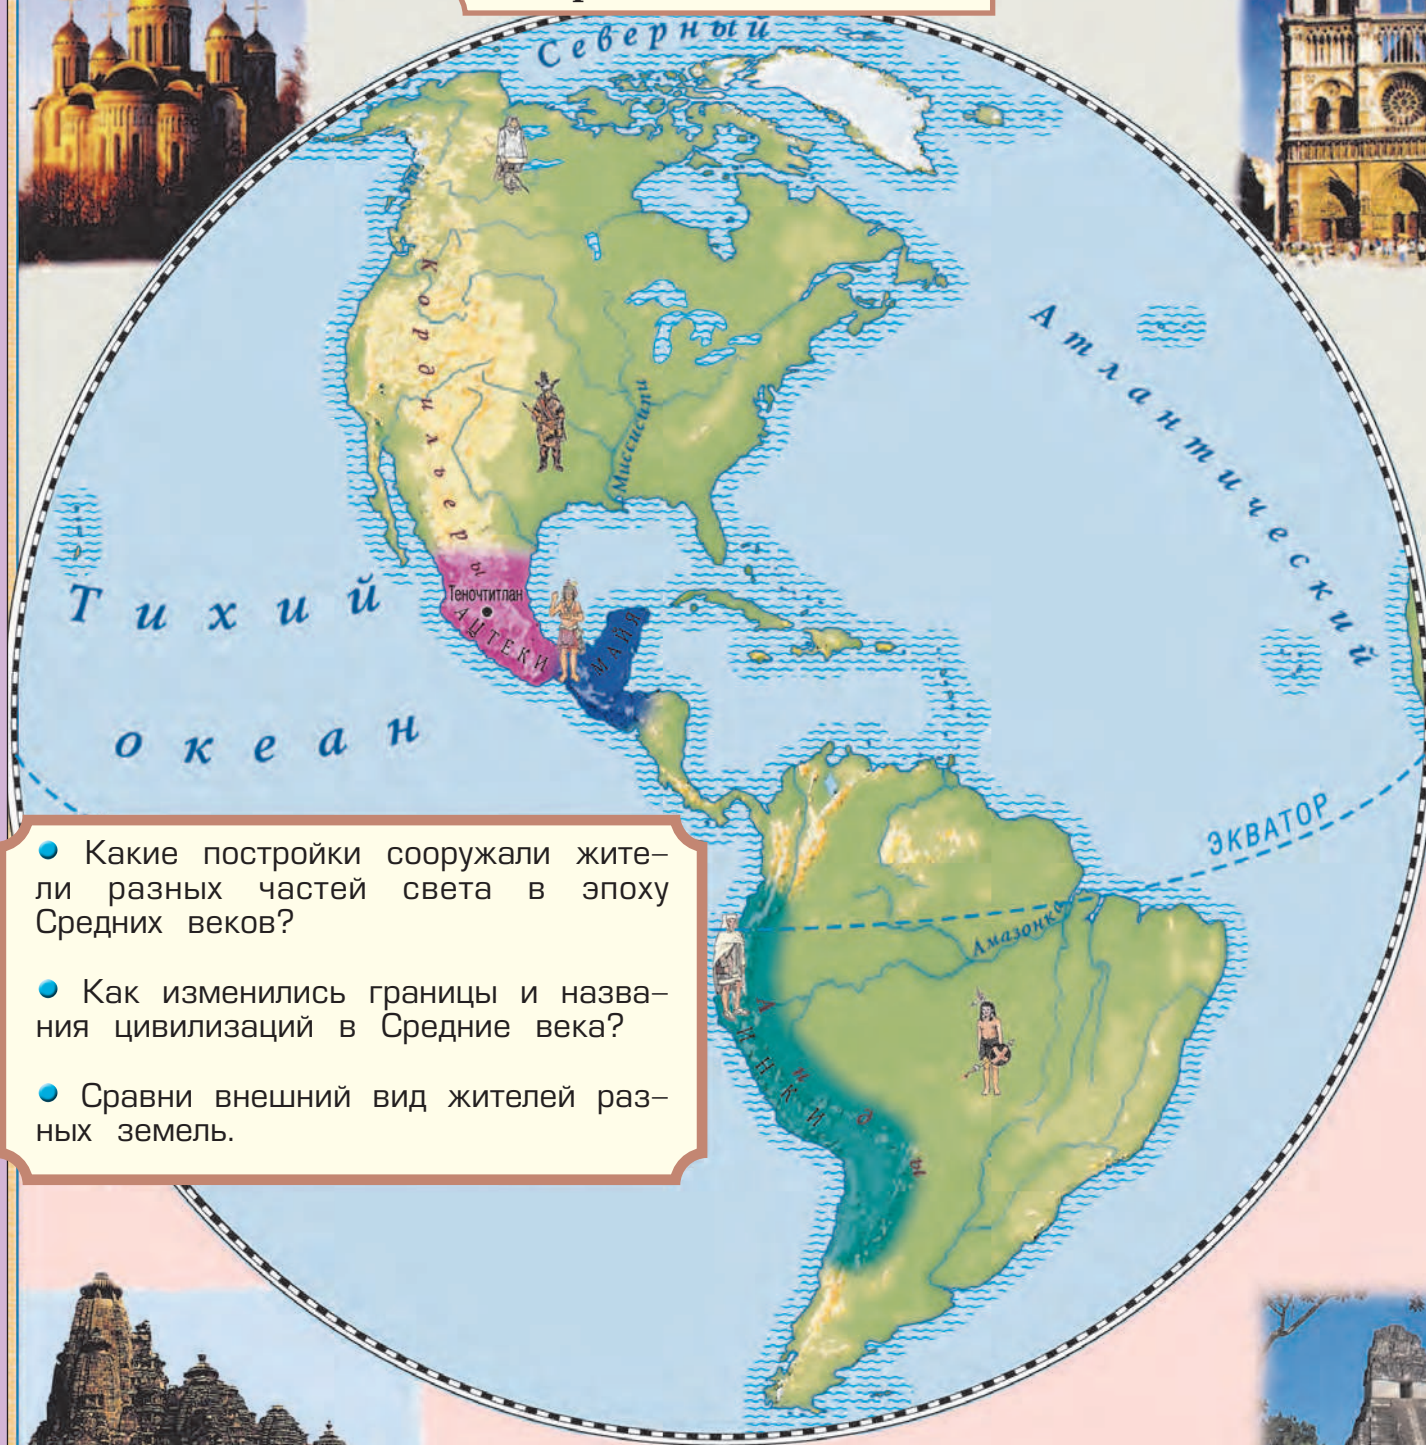 Северный
Кордильеры
Миссисипи
Атлантический
Тихий
океан
Теночтитлан
АЦТЕКИ
МАЙЯ
ЭКВАТОР
Амазонка
ИНКИ
Анды
• Какие постройки сооружали жите–
ли разных частей света в эпоху
Средних веков?
• Как изменились границы и назва–
ния цивилизаций в Средние века?
• Сравни внешний вид жителей раз–
ных земель.